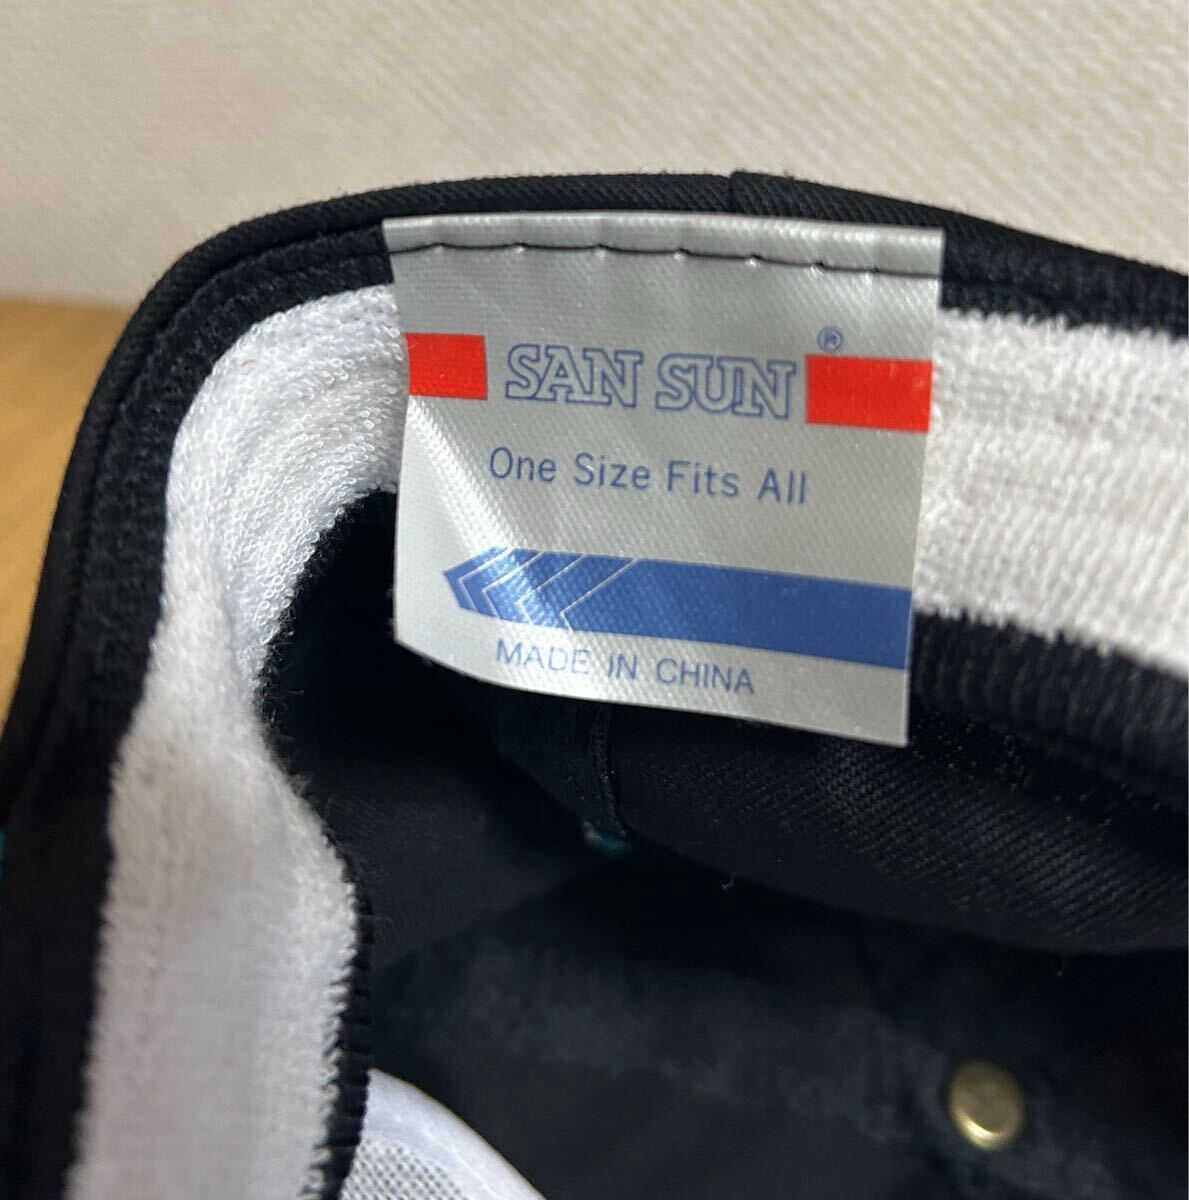 SAN SUN®
One Size Fits All
MADE IN CHINA